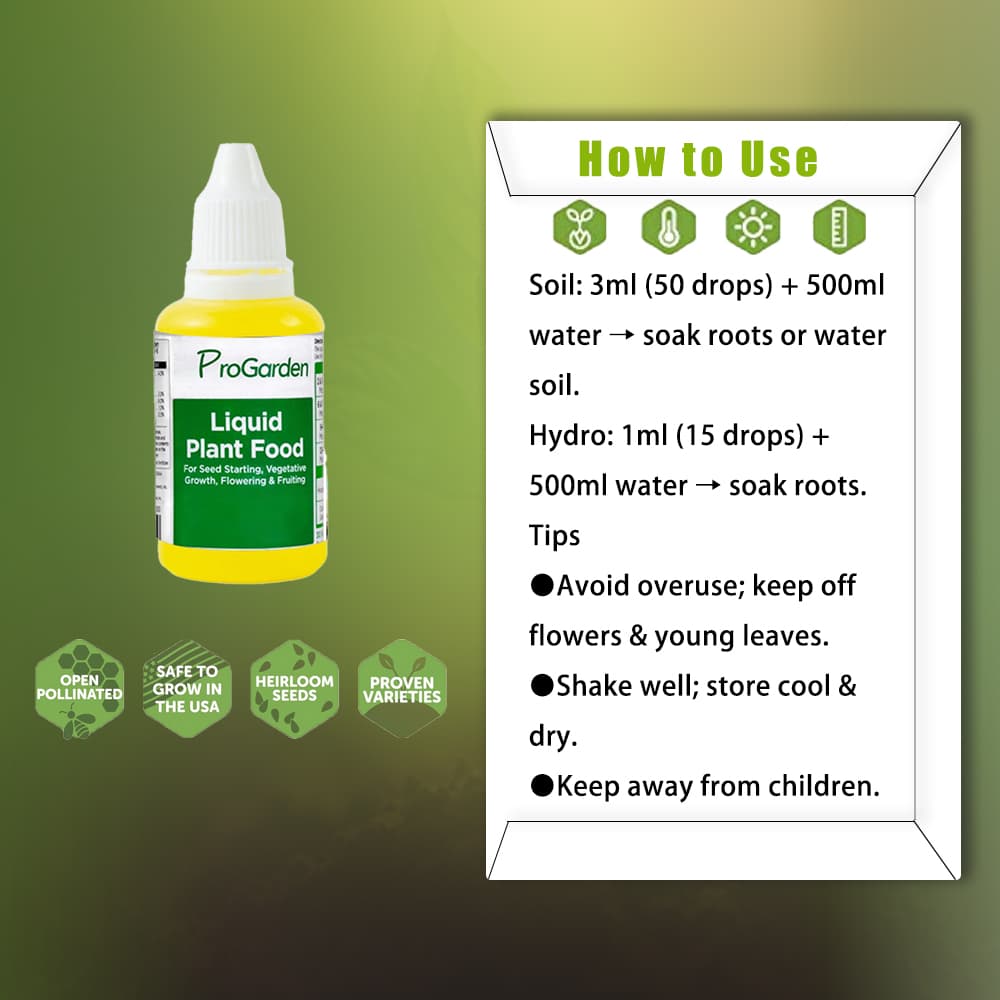 How to Use
Soil: 3ml (50 drops) + 500ml
water → soak roots or water
soil.
Hydro: 1ml (15 drops) +
500ml water → soak roots.
Tips
●Avoid overuse; keep off
flowers & young leaves.
●Shake well; store cool &
dry.
●Keep away from children.
ProGarden
Liquid
Plant Food
For Seed Starting, Vegetative
Growth, Flowering & Fruiting
OPEN
POLLINATED
SAFE TO
GROW IN
THE USA
HEIRLOOM
SEEDS
PROVEN
VARIETIES